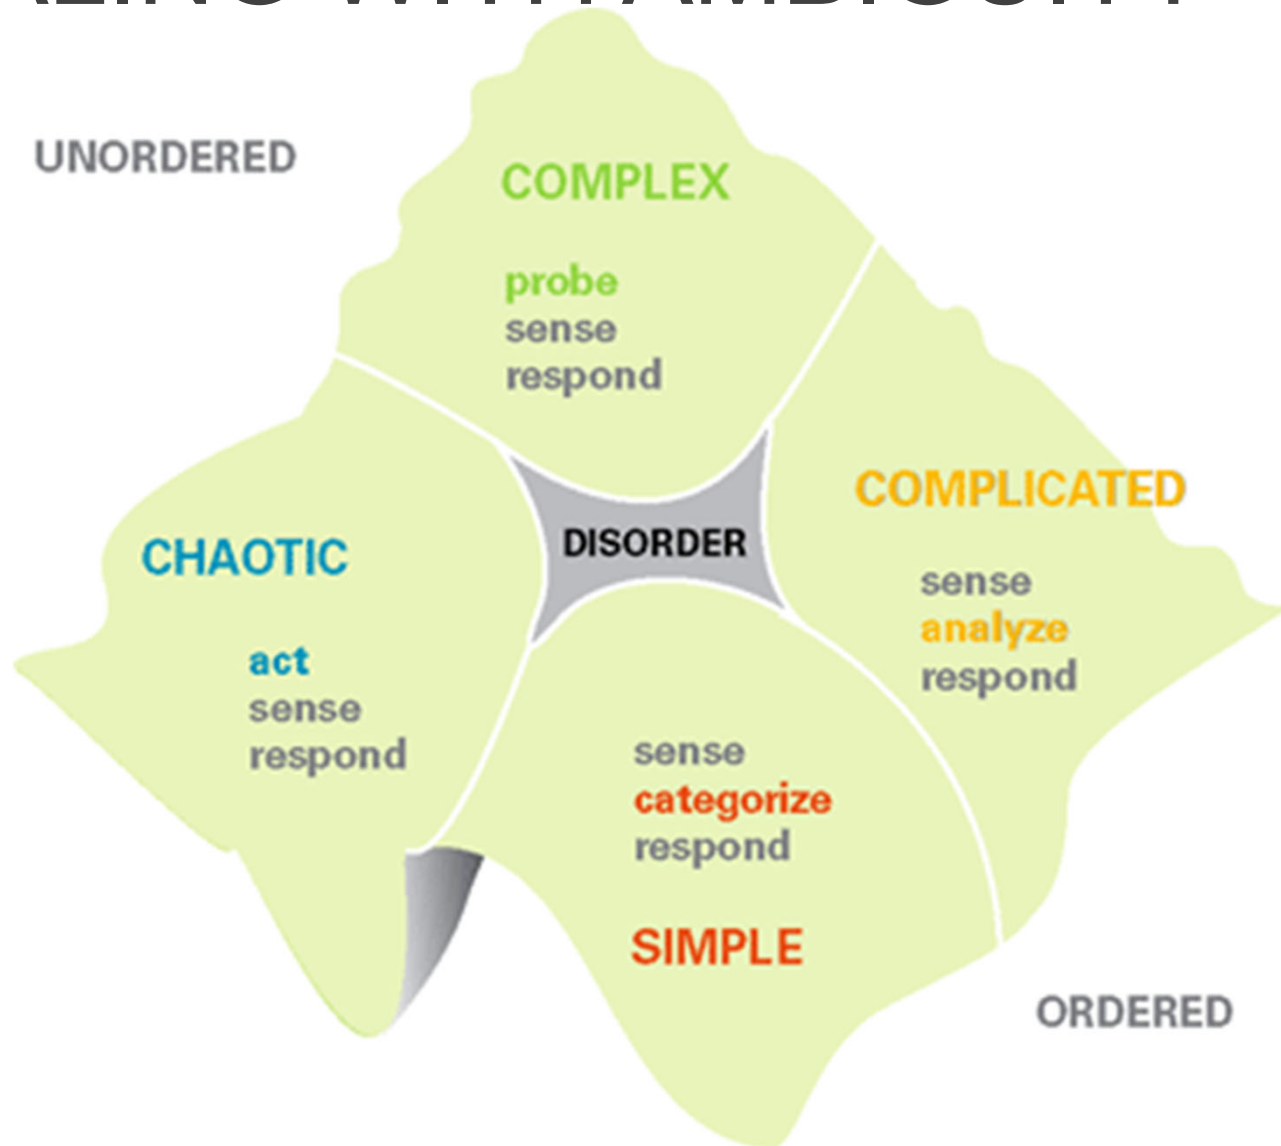 UNORDERED
COMPLEX
probe
sense
respond
COMPLICATED
sense
analyze
respond
DISORDER
CHAOTIC
act
sense
respond
sense
categorize
respond
SIMPLE
ORDERED